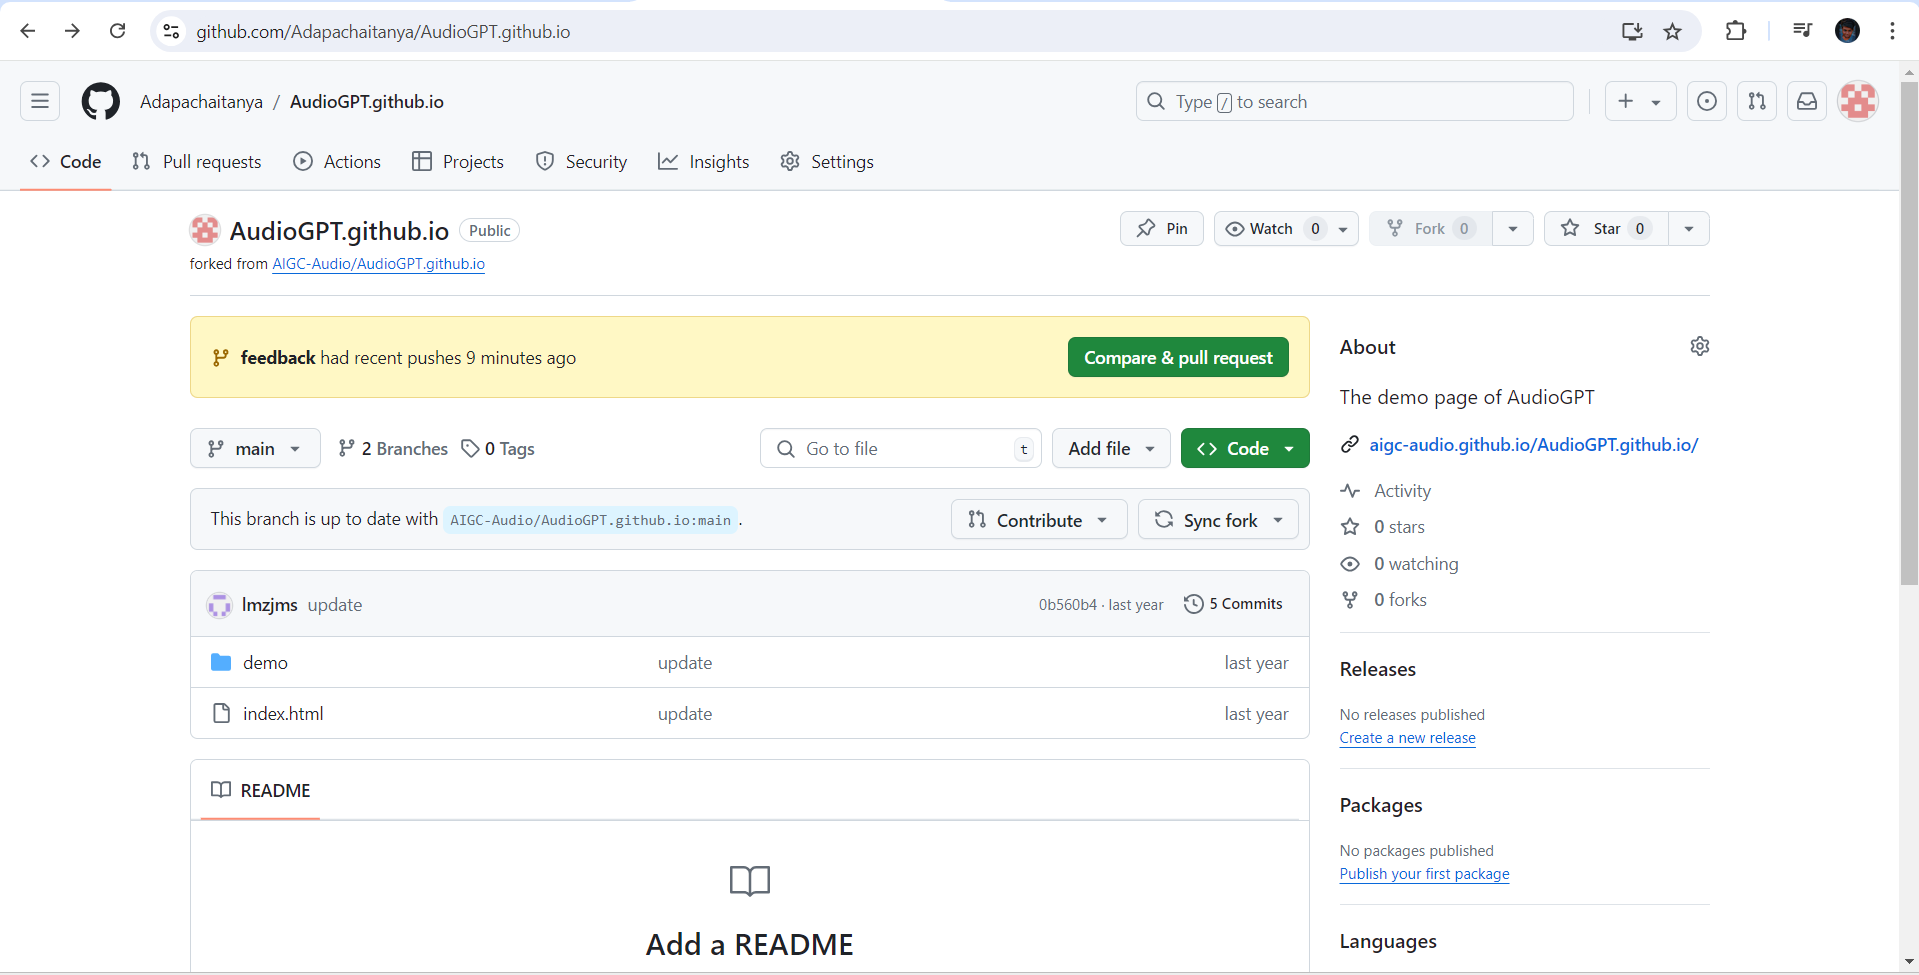 github.com/Adapachaitanya/AudioGPT.github.io
Adapachaitanya / AudioGPT.github.io
Type / to search
Code
Pull requests
Actions
Projects
Security
Insights
Settings
AudioGPT.github.io Public
Pin
Watch 0
Fork 0
Star 0
forked from AIGC-Audio/AudioGPT.github.io
feedback had recent pushes 9 minutes ago
Compare & pull request
main
2 Branches
0 Tags
Go to file t
Add file
Code
This branch is up to date with AIGC-Audio/AudioGPT.github.io:main .
Contribute
Sync fork
lmzjms update
0b560b4 · last year
5 Commits
demo update last year
index.html update last year
README
Add a README
About
The demo page of AudioGPT
aigc-audio.github.io/AudioGPT.github.io/
Activity
0 stars
0 watching
0 forks
Releases
No releases published
Create a new release
Packages
No packages published
Publish your first package
Languages